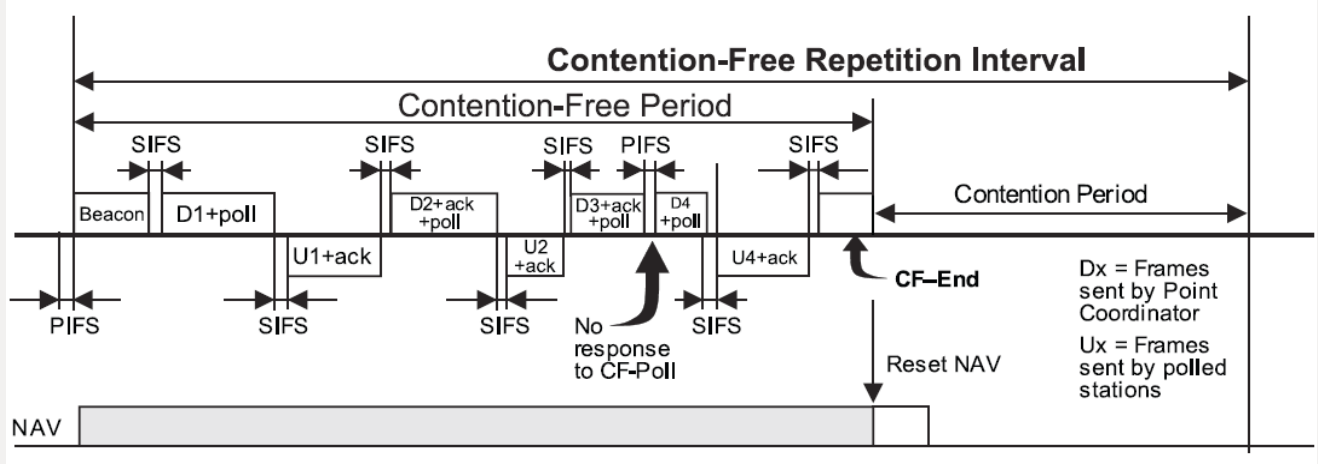 Contention-Free Repetition Interval
Contention-Free Period
SIFS
SIFS
SIFS
PIFS
SIFS
Beacon
D1+poll
D2+ack
+poll
D3+ack
+poll
D4
+poll
Contention Period
U1+ack
U2
+ack
U4+ack
CF–End
PIFS
SIFS
SIFS
No
response
to CF-Poll
SIFS
Dx = Frames
sent by Point
Coordinator
Ux = Frames
sent by polled
stations
Reset NAV
NAV